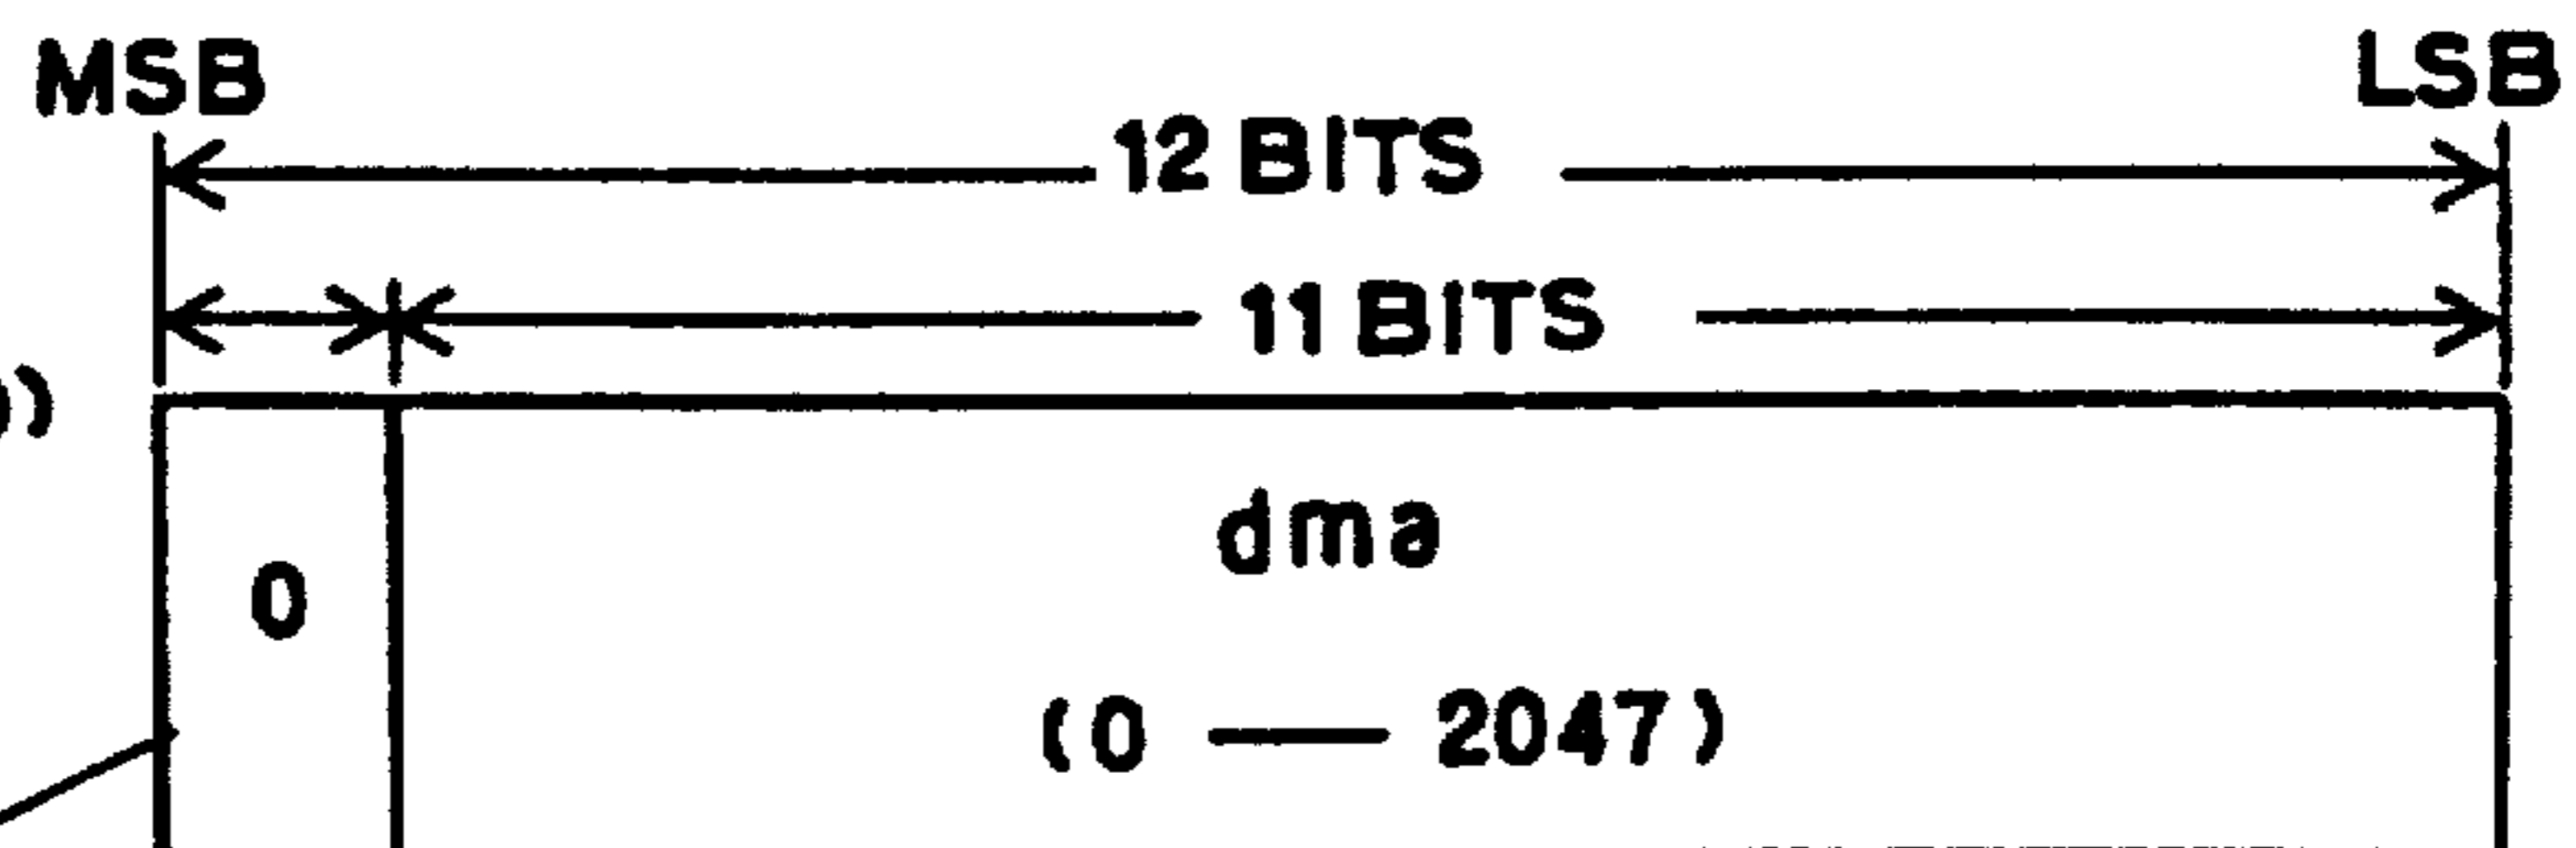 MSB LSB
12 BITS
11 BITS
)
dma
0
(0 — 2047)